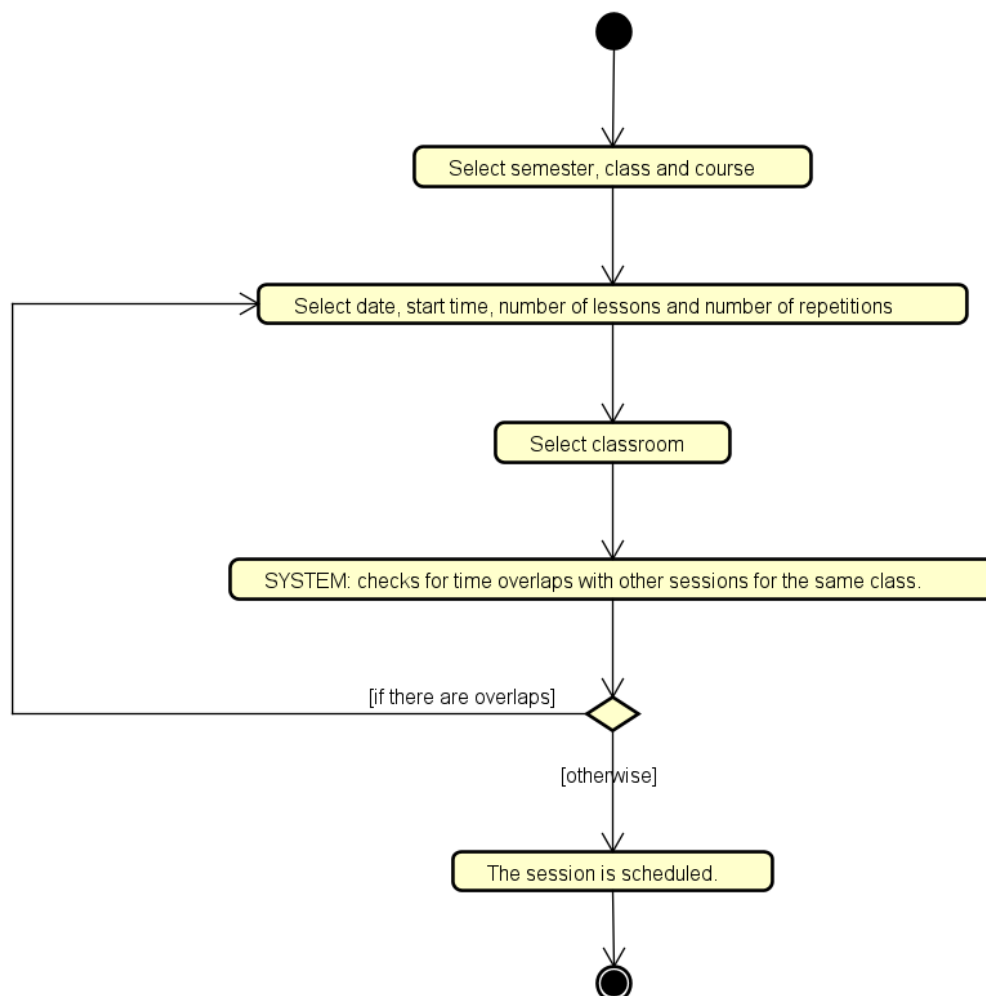 Select semester, class and course
Select date, start time, number of lessons and number of repetitions
Select classroom
SYSTEM: checks for time overlaps with other sessions for the same class.
[if there are overlaps]
[otherwise]
The session is scheduled.